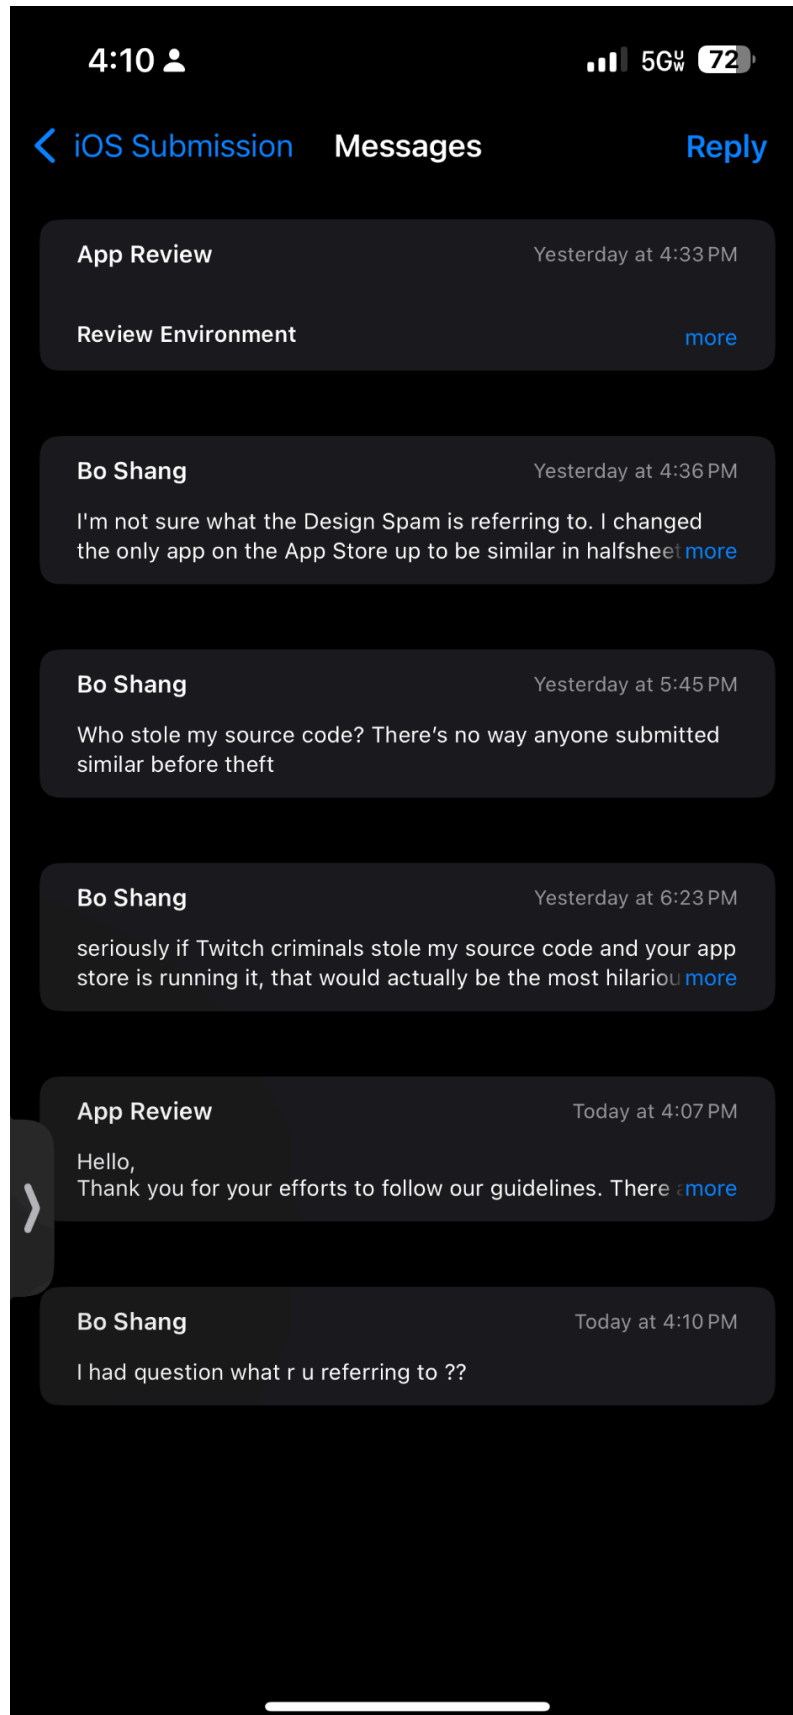 4:10
5G UW 72
iOS Submission Messages Reply
App Review Yesterday at 4:33 PM
Review Environment more
Bo Shang Yesterday at 4:36 PM
I'm not sure what the Design Spam is referring to. I changed
the only app on the App Store up to be similar in halfsheet more
Bo Shang Yesterday at 5:45 PM
Who stole my source code? There’s no way anyone submitted
similar before theft
Bo Shang Yesterday at 6:23 PM
seriously if Twitch criminals stole my source code and your app
store is running it, that would actually be the most hilariou more
App Review Today at 4:07 PM
Hello,
Thank you for your efforts to follow our guidelines. There a more
Bo Shang Today at 4:10 PM
I had question what r u referring to ??